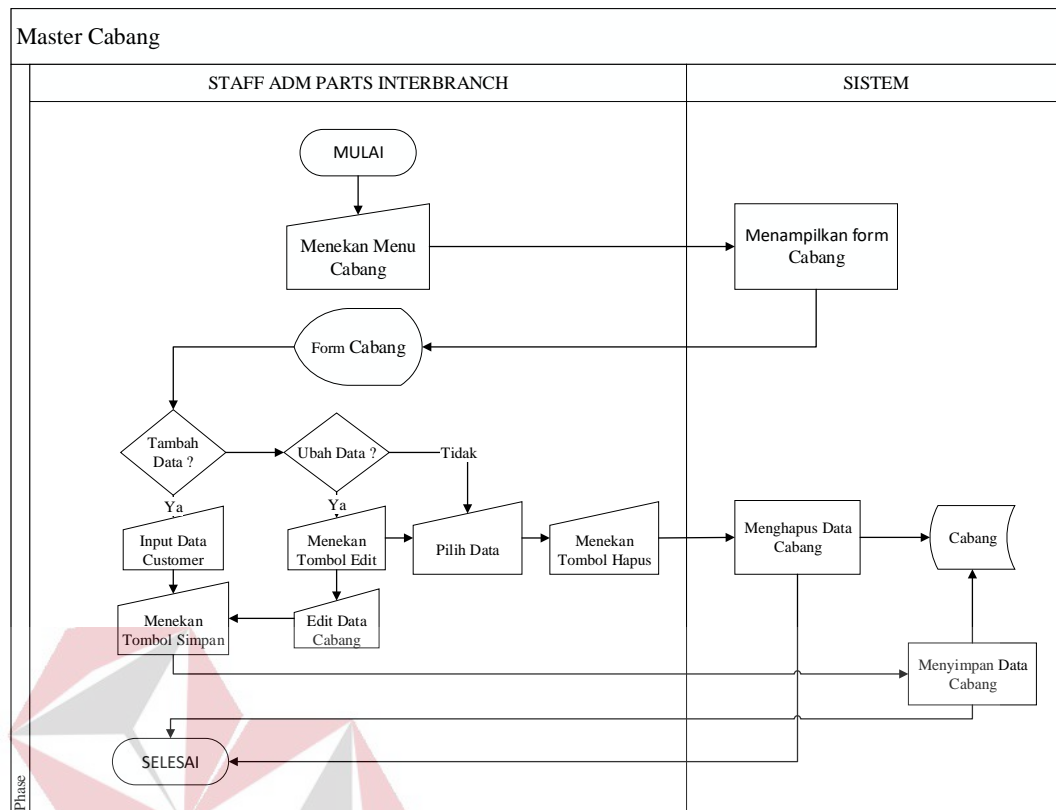 Master Cabang
STAFF ADM PARTS INTERBRANCH
SISTEM
MULAI
Menekan Menu
Cabang
Menampilkan form
Cabang
Form Cabang
Tambah
Data ?
Ubah Data ?
Tidak
Ya
Ya
Input Data
Customer
Menekan
Tombol Edit
Pilih Data
Menekan
Tombol Hapus
Menghapus Data
Cabang
Cabang
Menekan
Tombol Simpan
Edit Data
Cabang
Menyimpan Data
Cabang
SELESAI
Phase